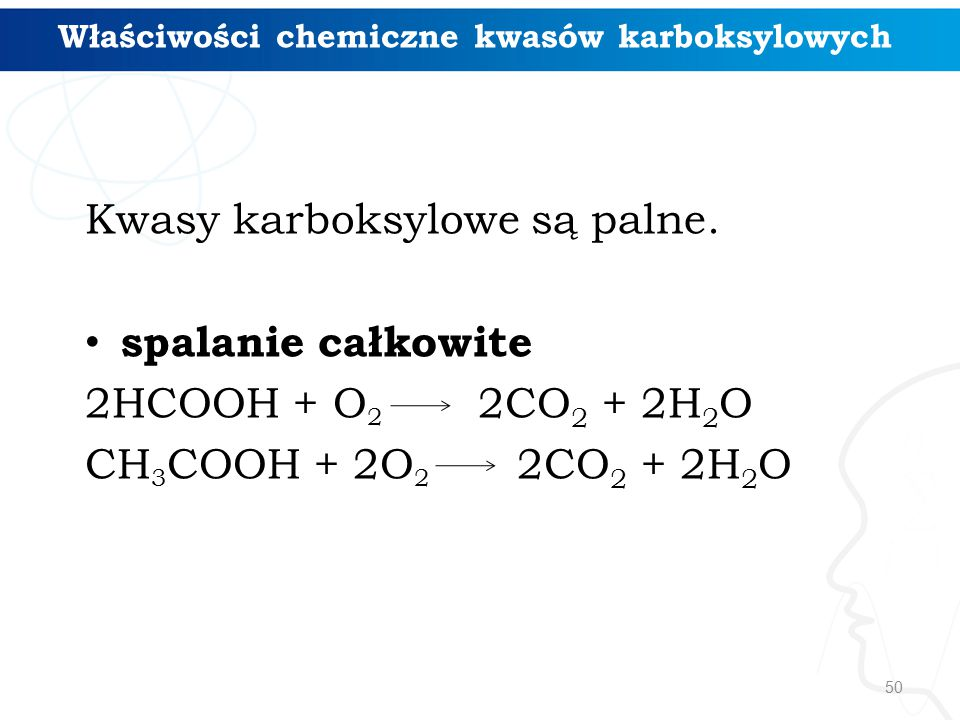 Właściwości chemiczne kwasów karboksylowych
Kwasy karboksylowe są palne.
• spalanie całkowite
2HCOOH + O₂ ⟶ 2CO₂ + 2H₂O
CH₃COOH + 2O₂ ⟶ 2CO₂ + 2H₂O
50